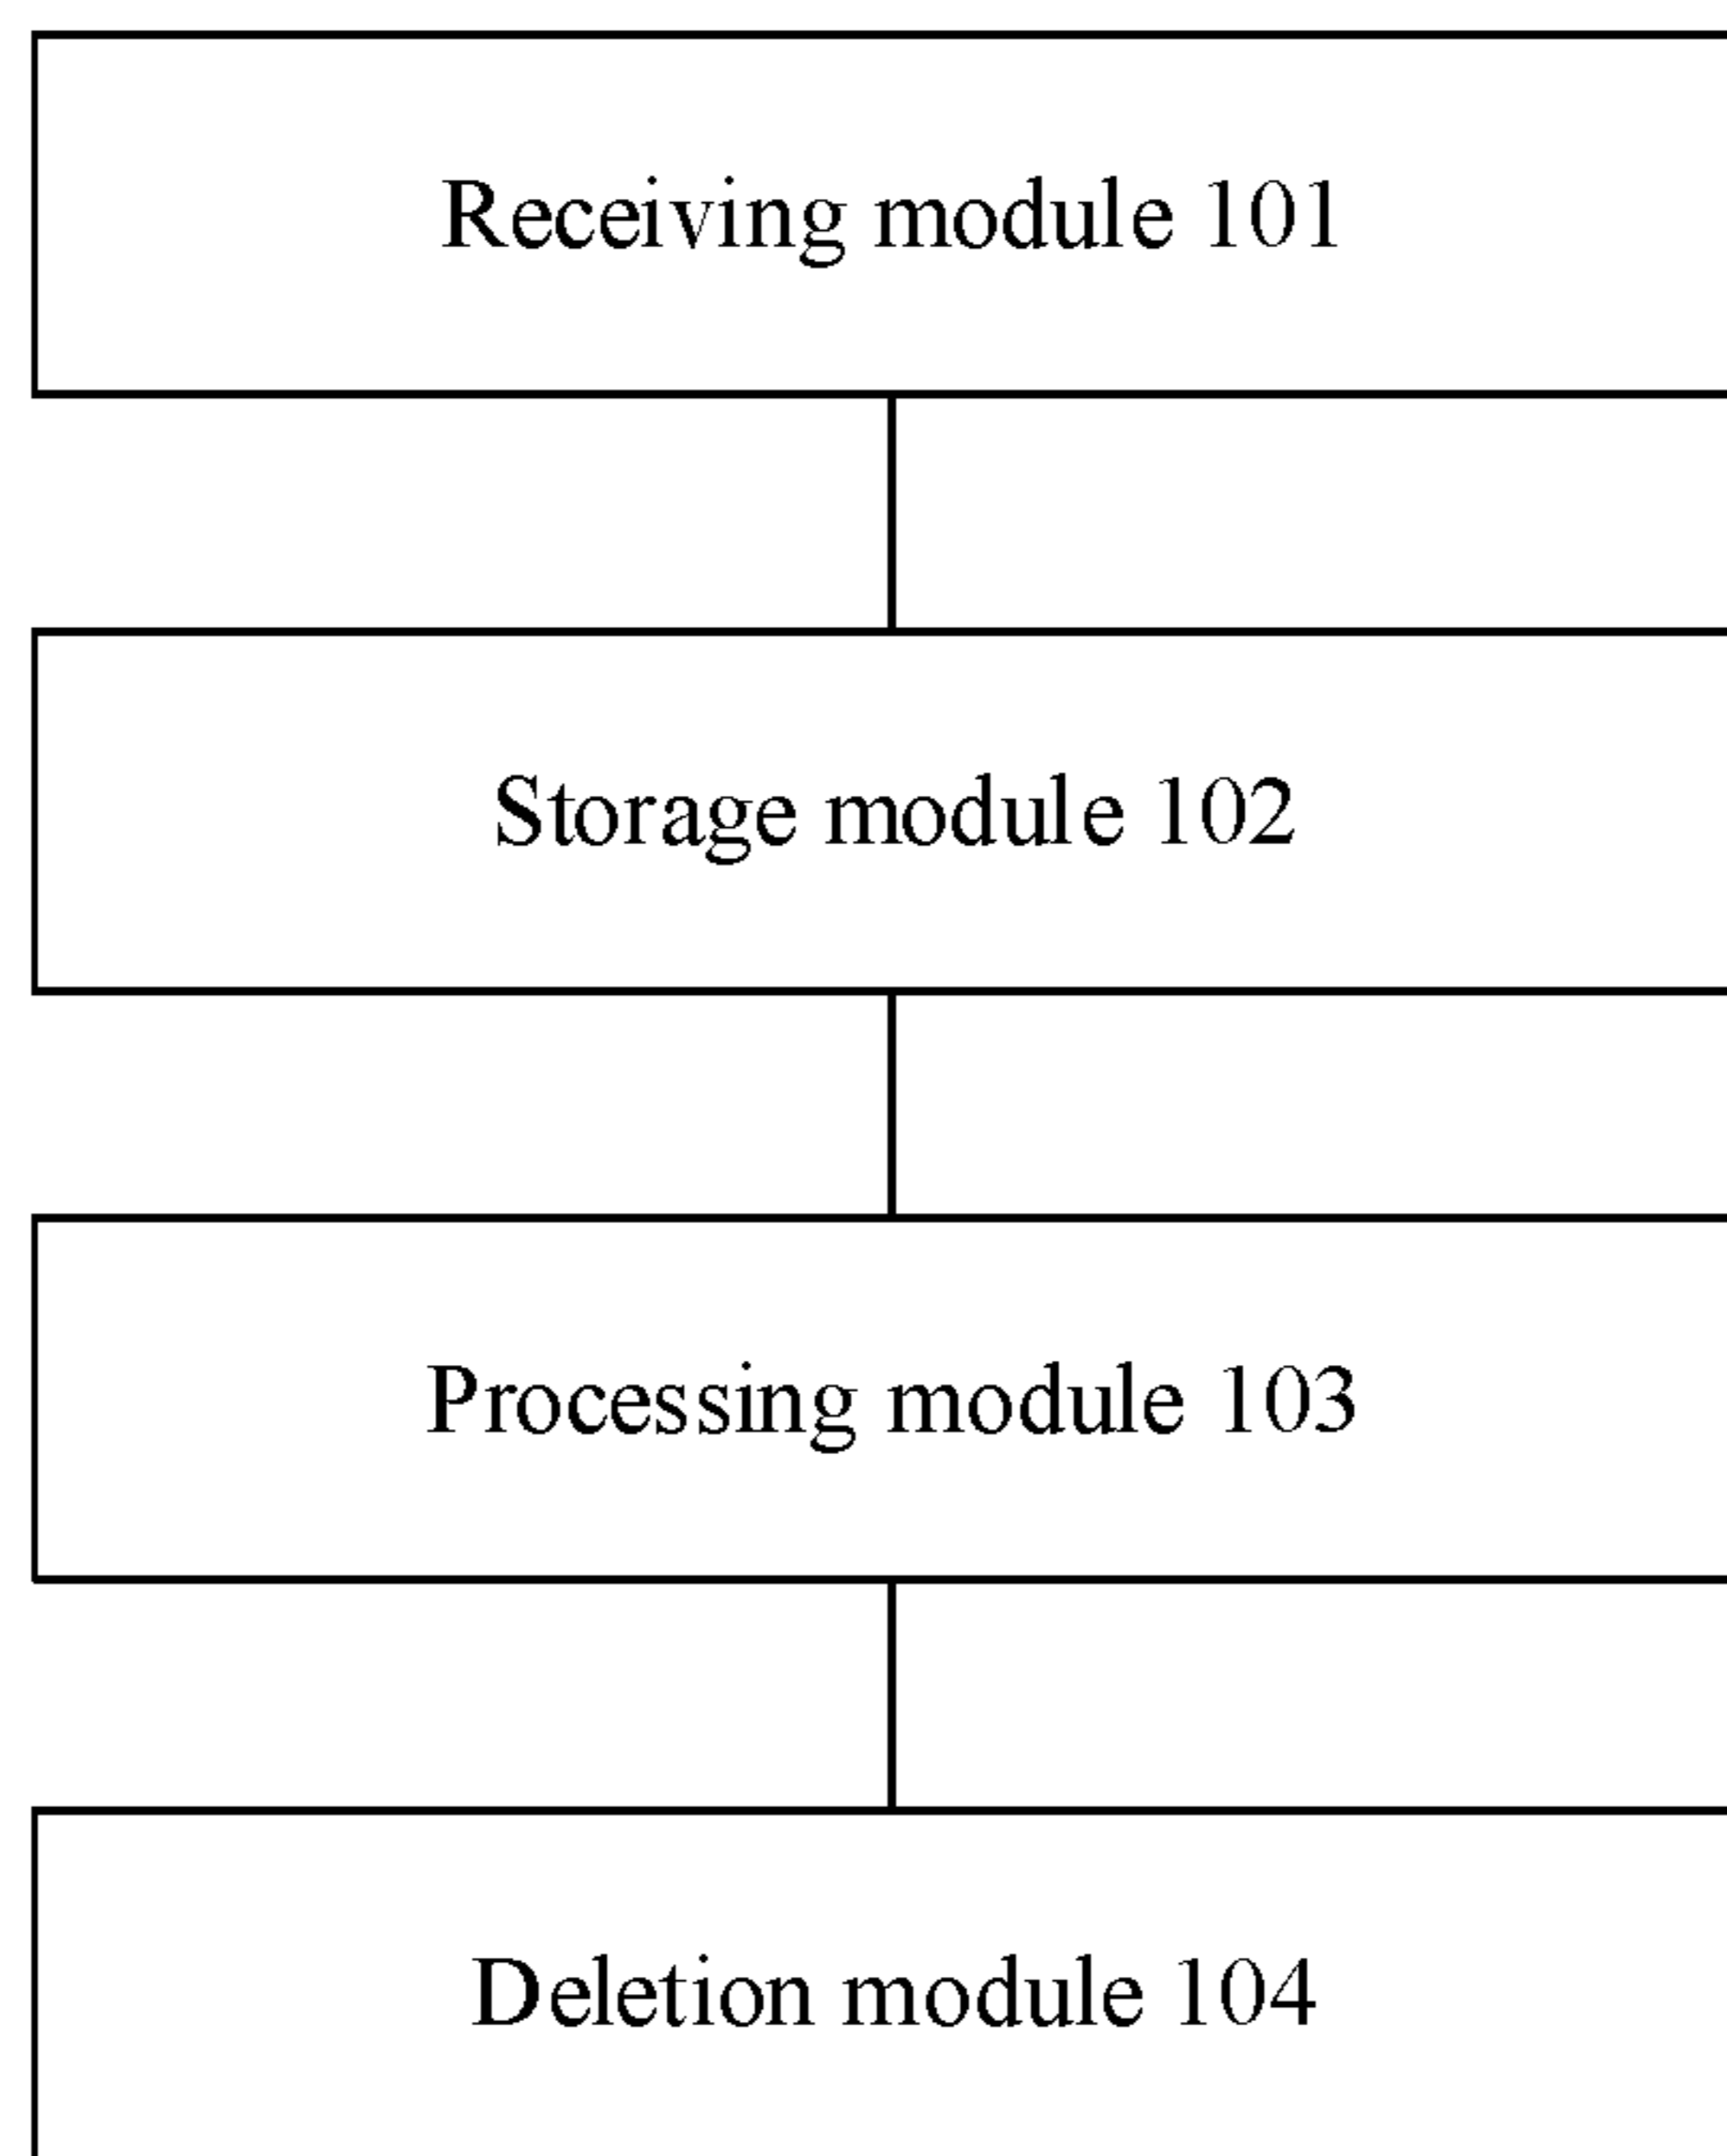 Receiving module 101
Storage module 102
Processing module 103
Deletion module 104